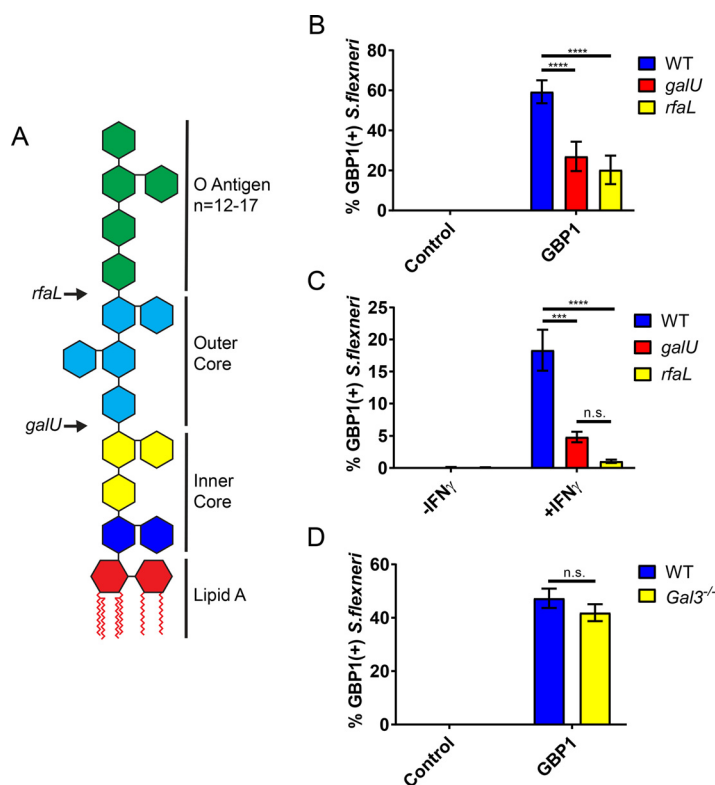 A
O Antigen
n=12-17
rfaL
Outer
Core
galU
Inner
Core
Lipid A
B
% GBP1(+) S.flexneri
80
60
40
20
0
****
****
Control
GBP1
WT
galU
rfaL
C
% GBP1(+) S.flexneri
25
20
15
10
5
0
****
***
n.s.
-IFNγ
+IFNγ
WT
galU
rfaL
D
% GBP1(+) S.flexneri
60
40
20
0
n.s.
Control
GBP1
WT
Gal3-/-